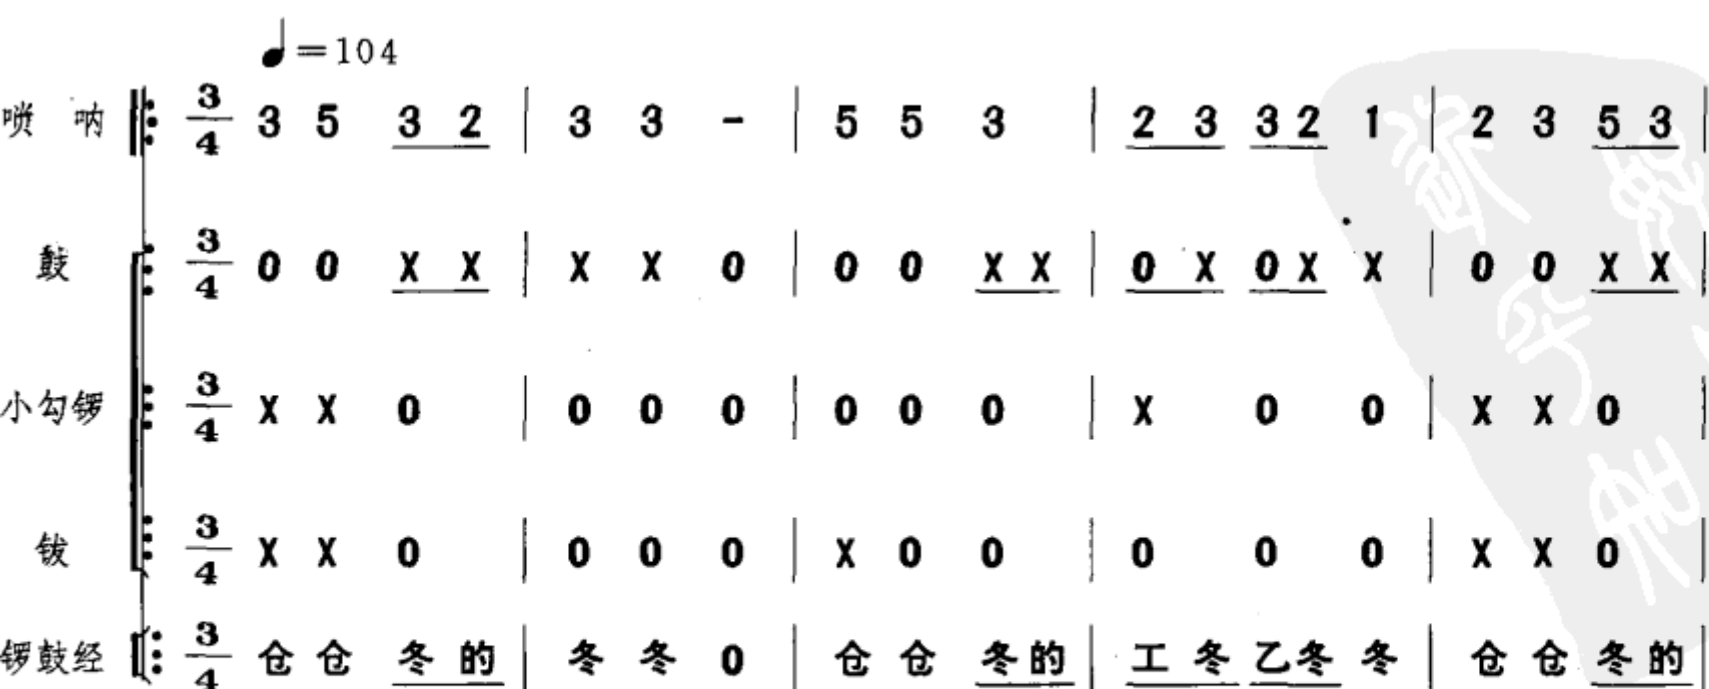 ♩=104
唢呐 3/4 3 5 3 2 | 3 3 - | 5 5 3 | 2 3 3 2 1 | 2 3 5 3 |
鼓 3/4 0 0 X X | X X 0 | 0 0 X X | 0 X 0 X X | 0 0 X X |
小勾锣 3/4 X X 0 | 0 0 0 | 0 0 0 | X 0 0 | X X 0 |
钹 3/4 X X 0 | 0 0 0 | X 0 0 | 0 0 0 | X X 0 |
锣鼓经 3/4 仓 仓 冬 的 | 冬 冬 0 | 仓 仓 冬 的 | 工 冬 乙 冬 冬 | 仓 仓 冬 的 |